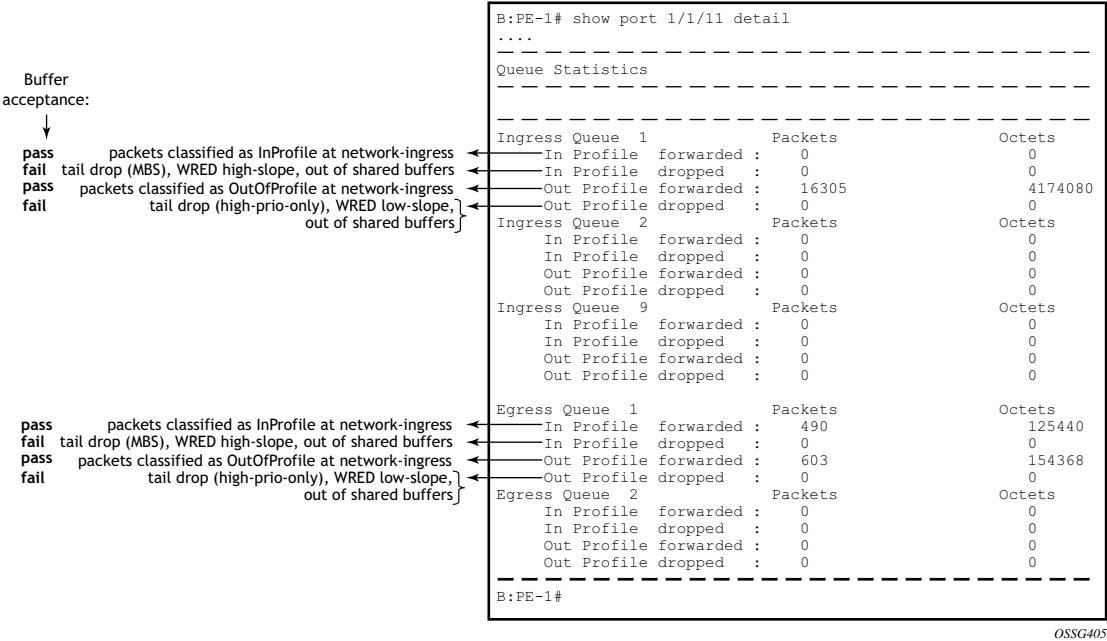 B:PE-1# show port 1/1/11 detail
....
Queue Statistics
Buffer
acceptance:
Ingress Queue 1 Packets Octets
pass packets classified as InProfile at network-ingress In Profile forwarded : 0 0
fail tail drop (MBS), WRED high-slope, out of shared buffers In Profile dropped : 0 0
pass packets classified as OutOfProfile at network-ingress Out Profile forwarded : 16305 4174080
fail tail drop (high-prio-only), WRED low-slope, Out Profile dropped : 0 0
out of shared buffers
Ingress Queue 2 Packets Octets
In Profile forwarded : 0 0
In Profile dropped : 0 0
Out Profile forwarded : 0 0
Out Profile dropped : 0 0
Ingress Queue 9 Packets Octets
In Profile forwarded : 0 0
In Profile dropped : 0 0
Out Profile forwarded : 0 0
Out Profile dropped : 0 0
Egress Queue 1 Packets Octets
pass packets classified as InProfile at network-ingress In Profile forwarded : 490 125440
fail tail drop (MBS), WRED high-slope, out of shared buffers In Profile dropped : 0 0
pass packets classified as OutOfProfile at network-ingress Out Profile forwarded : 603 154368
fail tail drop (high-prio-only), WRED low-slope, Out Profile dropped : 0 0
out of shared buffers
Egress Queue 2 Packets Octets
In Profile forwarded : 0 0
In Profile dropped : 0 0
Out Profile forwarded : 0 0
Out Profile dropped : 0 0
B:PE-1#
OSSG405